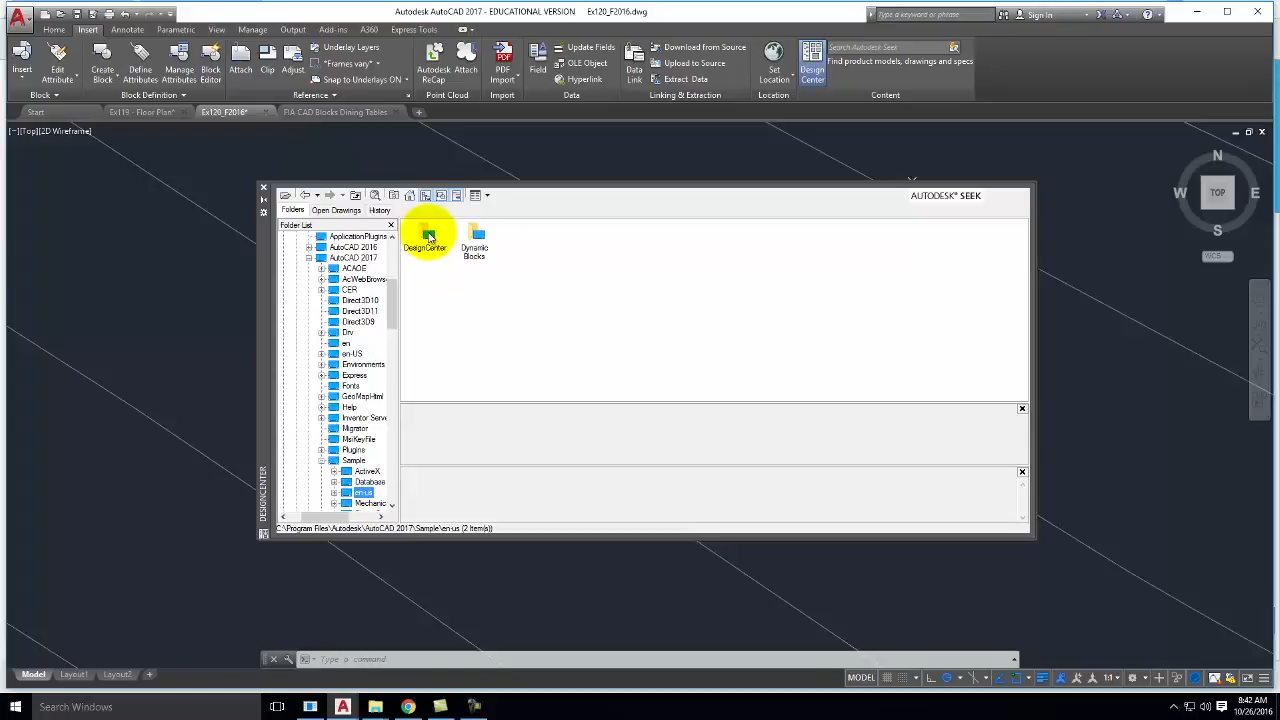 Autodesk AutoCAD 2017 - EDUCATIONAL VERSION Ex120_F2016.dwg
Type a keyword or phrase
Sign In
Home Insert Annotate Parametric View Manage Output Add-ins A360 Express Tools
Underlay Layers
*Frames vary*
Snap to Underlays ON
Update Fields
OLE Object
Hyperlink
Download from Source
Upload to Source
Extract Data
Search Autodesk Seek
Find product models, drawings and specs
Insert
Edit
Attribute
Create
Block
Define
Attributes
Manage
Attributes
Block
Editor
Attach
Clip
Adjust
Autodesk
ReCap
Attach
PDF
PDF
Import
Field
Data
Link
Set
Location
Design
Center
Block
Block Definition
Reference
Point Cloud
Import
Data
Linking & Extraction
Location
Content
Start
Ex119 - Floor Plan*
Ex120_F2016*
FIA CAD Blocks Dining Tables
[−][Top][2D Wireframe]
N
W
TOP
E
S
WCS
AUTODESK® SEEK
Folders
Open Drawings
History
Folder List
ApplicationPlugins
AutoCAD 2016
AutoCAD 2017
ACADE
AcWebBrows
CER
Direct3D10
Direct3D11
Direct3D9
Drv
en
en-US
Environments
Express
Fonts
GeoMapHtml
Help
Inventor Serve
Migrator
MsiKeyFile
Plugins
Sample
ActiveX
Database
en-us
Mechanic
DesignCenter
Dynamic
Blocks
DESIGNCENTER
C:\Program Files\Autodesk\AutoCAD 2017\Sample\en-us (2 Item(s))
Type a command
Model
Layout1
Layout2
MODEL
1:1
Search Windows
8:42 AM
10/26/2016